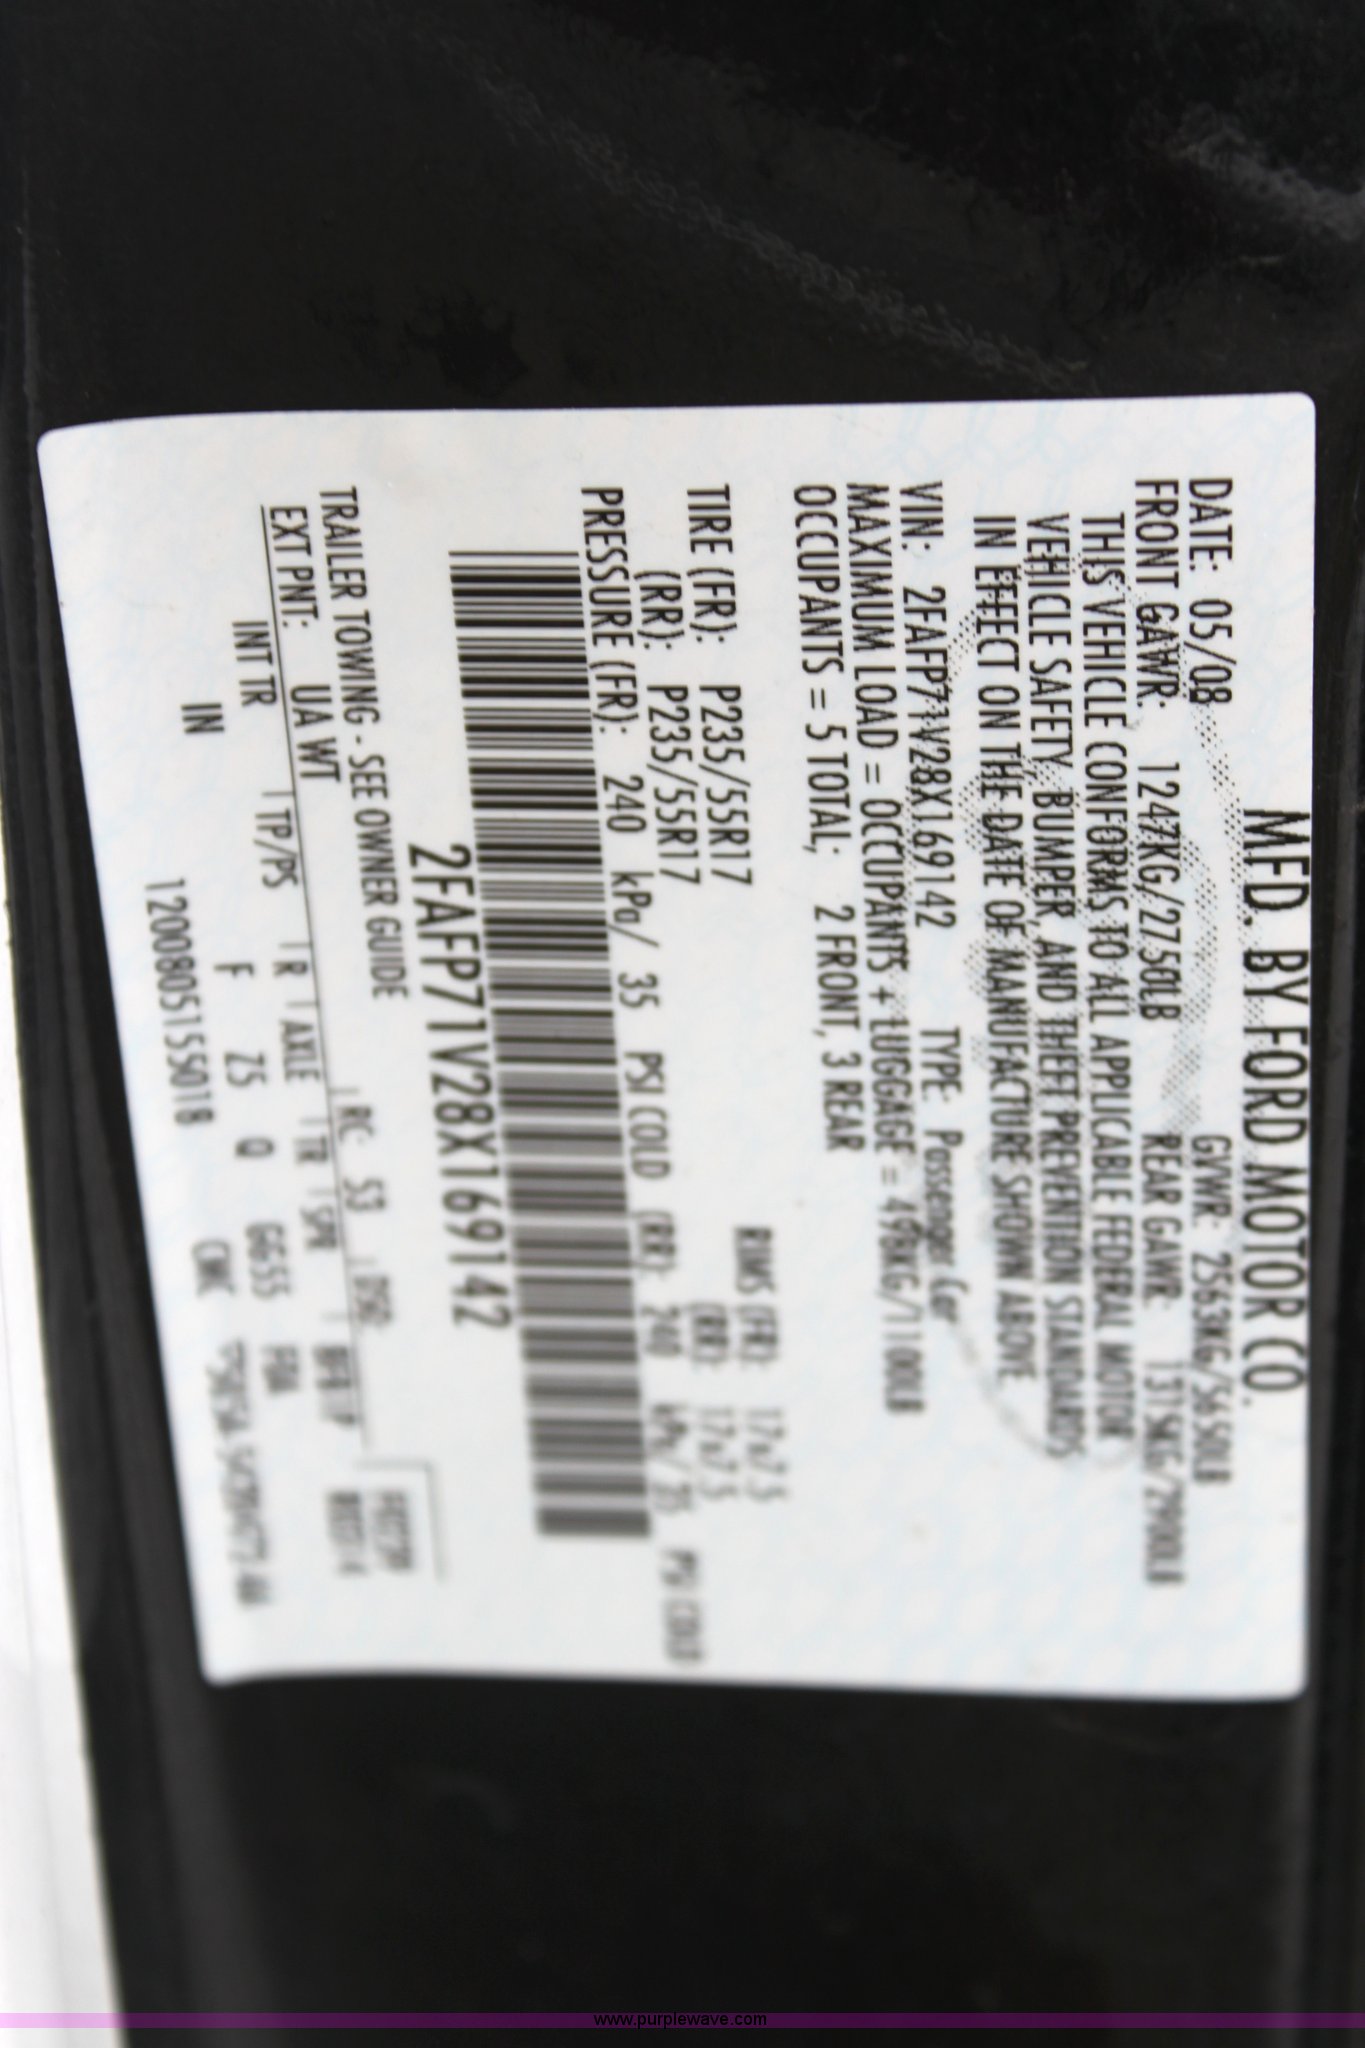 MFD. BY FORD MOTOR CO.
DATE: 05/08 GVWR: 2563KG/5650LB
FRONT GAWR: 1247KG/2750LB REAR GAWR: 1315KG/2900LB
THIS VEHICLE CONFORMS TO ALL APPLICABLE FEDERAL MOTOR
VEHICLE SAFETY, BUMPER, AND THEFT PREVENTION STANDARDS
IN EFFECT ON THE DATE OF MANUFACTURE SHOWN ABOVE
VIN: 2FAFP71V28X169142 TYPE: Passenger Car
MAXIMUM LOAD = OCCUPANTS + LUGGAGE = 498KG/1100LB
OCCUPANTS = 5 TOTAL; 2 FRONT, 3 REAR
TIRE (FR): P235/55R17 RIMS (FR): 17x7.5
(RR): P235/55R17 (RR): 17x7.5
PRESSURE (FR): 240 kPa/ 35 PSI COLD (RR): 240 kPa/ 35 PSI COLD
2FAFP71V28X169142
TRAILER TOWING - SEE OWNER GUIDE
EXT PNT: UA WT RC: 53 DSO:
INT TR TP/PS R AXLE TR SPR
IN F Z5 Q GGSS
12008051550 1B
www.purplewave.com